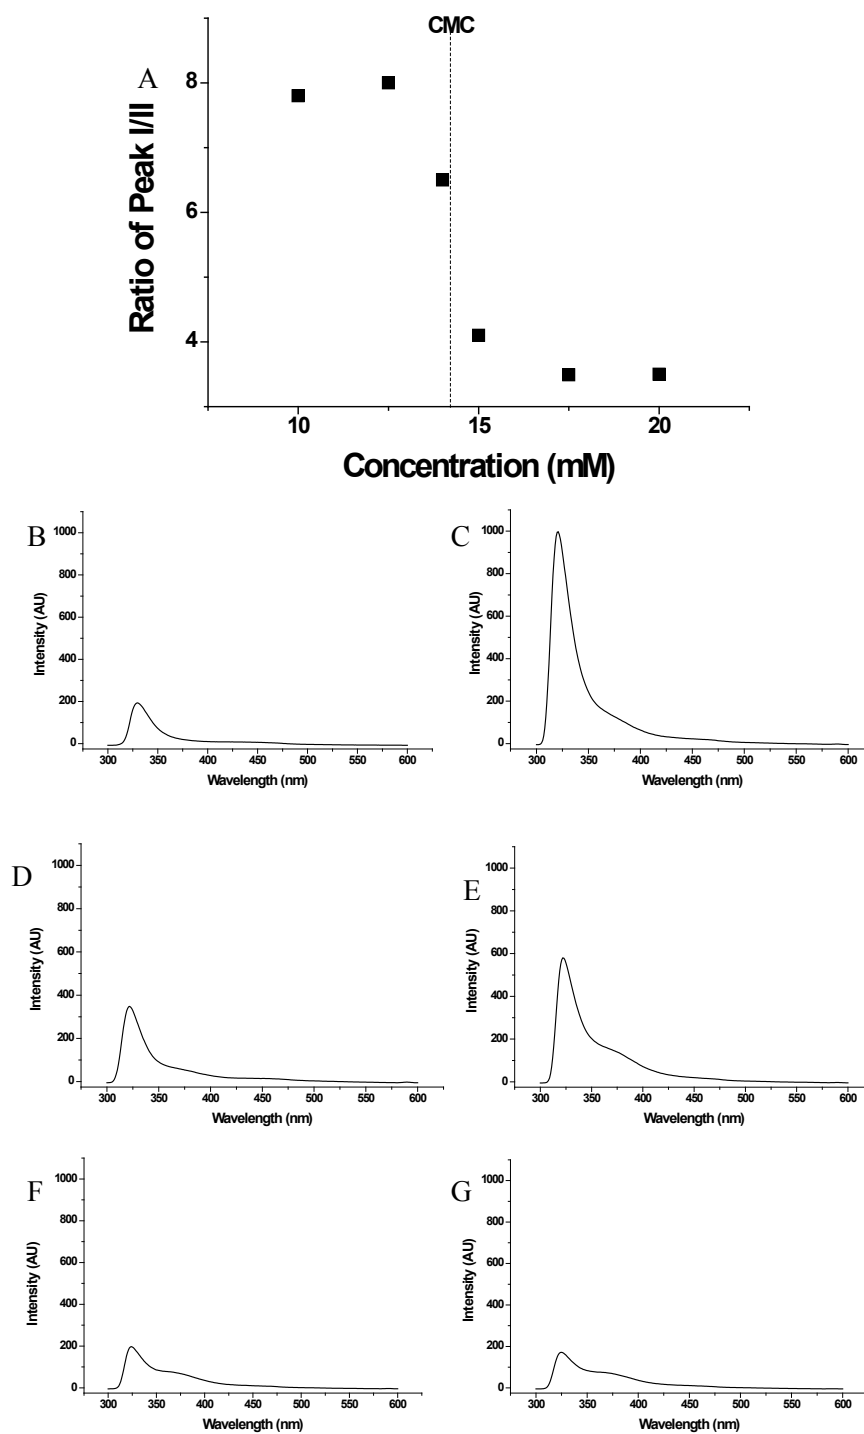 CMC
A
8
6
4
Ratio of Peak I/II
10 15 20
Concentration (mM)
B
1000
800
600
400
200
0
Intensity (AU)
300 350 400 450 500 550 600
Wavelength (nm)
C
1000
800
600
400
200
0
Intensity (AU)
300 350 400 450 500 550 600
Wavelength (nm)
D
1000
800
600
400
200
0
Intensity (AU)
300 350 400 450 500 550 600
Wavelength (nm)
E
1000
800
600
400
200
0
Intensity (AU)
300 350 400 450 500 550 600
Wavelength (nm)
F
1000
800
600
400
200
0
Intensity (AU)
300 350 400 450 500 550 600
Wavelength (nm)
G
1000
800
600
400
200
0
Intensity (AU)
300 350 400 450 500 550 600
Wavelength (nm)